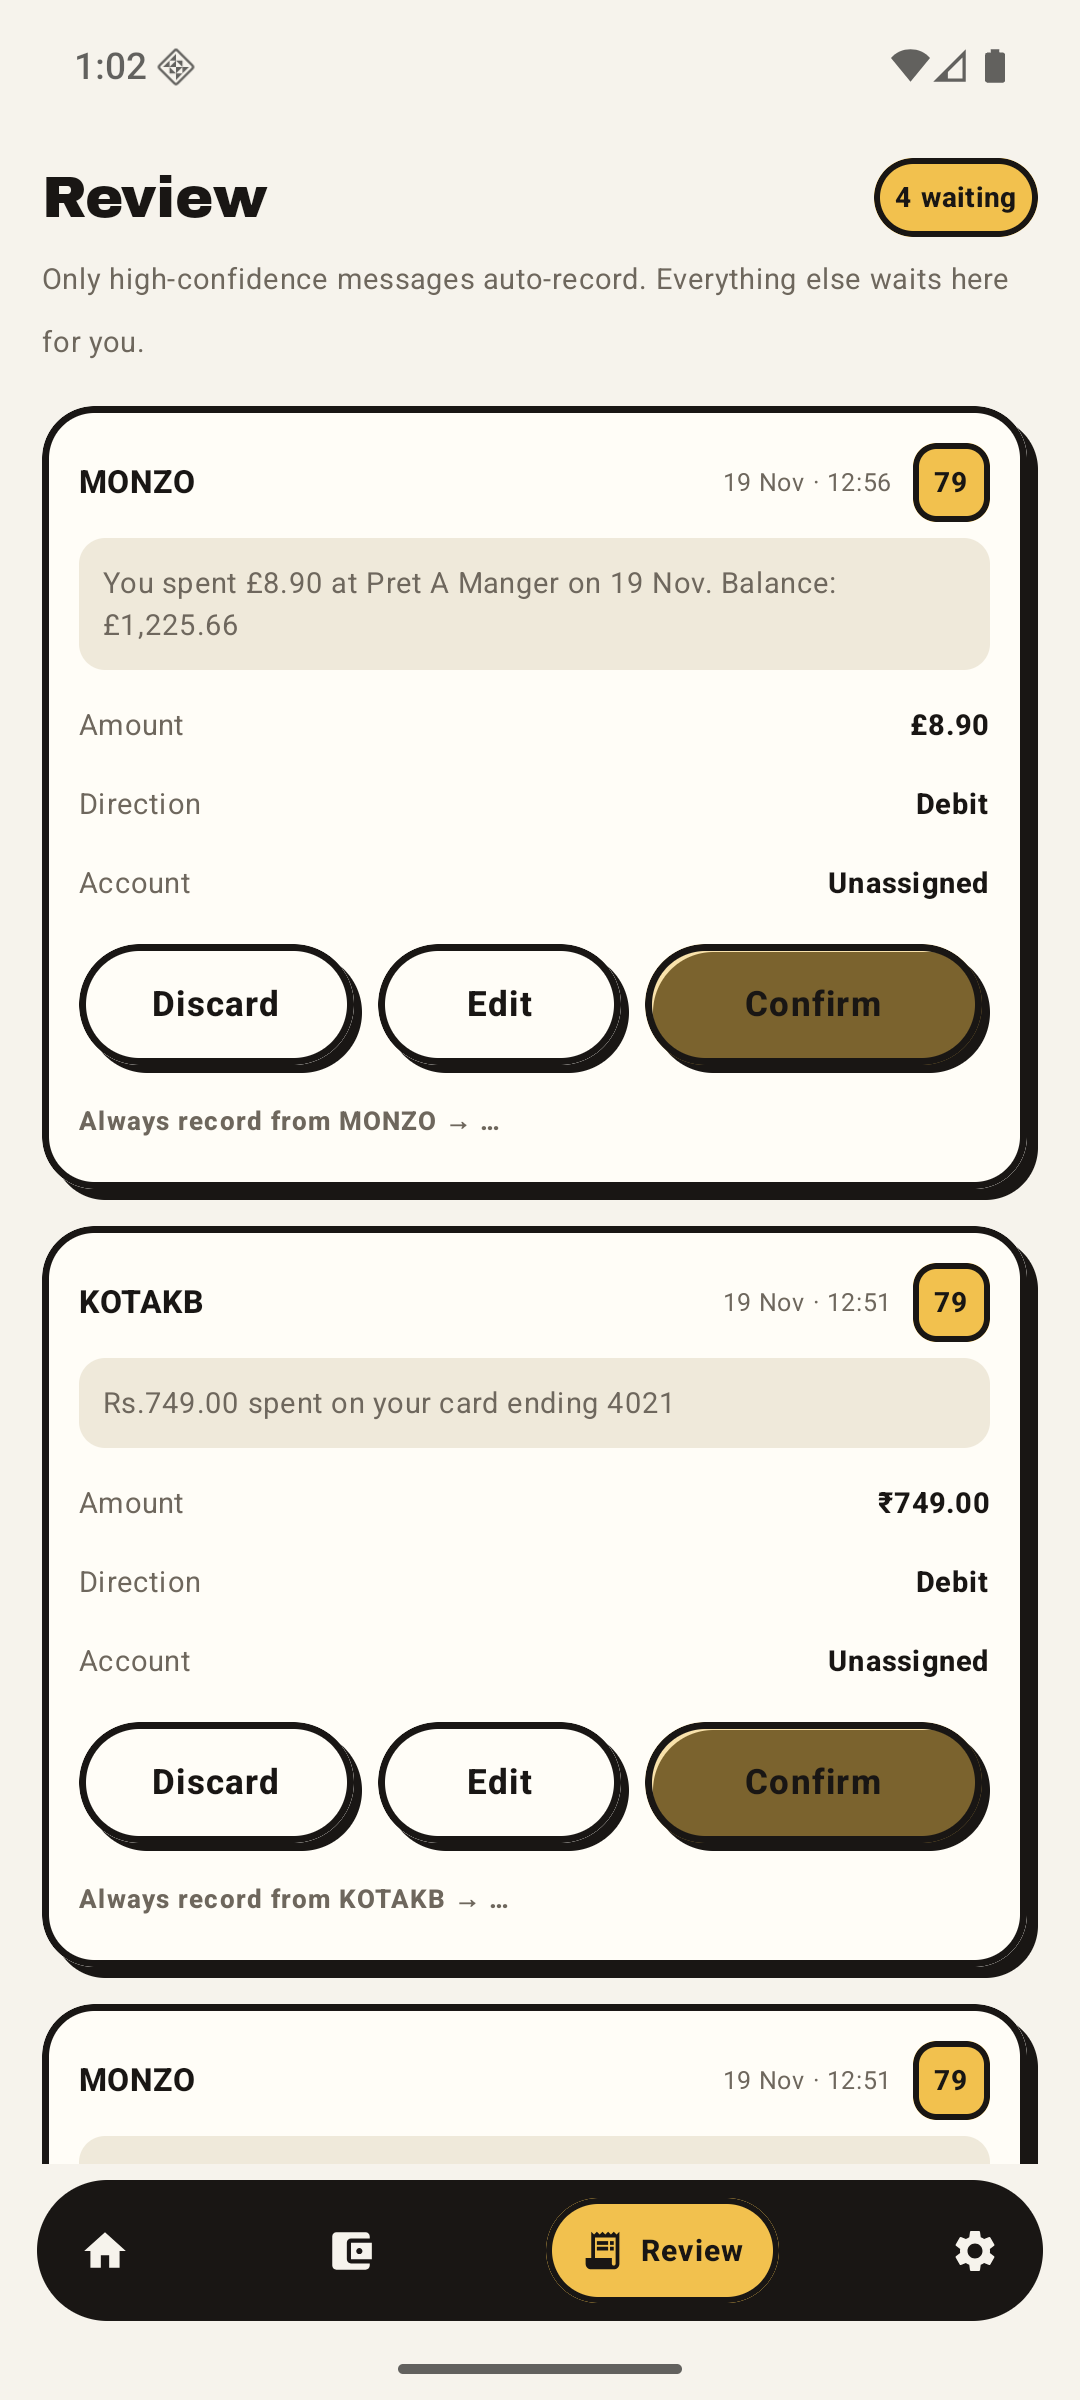 1:02
Review
4 waiting
Only high-confidence messages auto-record. Everything else waits here
for you.
MONZO
19 Nov · 12:56
79
You spent £8.90 at Pret A Manger on 19 Nov. Balance:
£1,225.66
Amount
£8.90
Direction
Debit
Account
Unassigned
Discard
Edit
Confirm
Always record from MONZO → …
KOTAKB
19 Nov · 12:51
79
Rs.749.00 spent on your card ending 4021
Amount
₹749.00
Direction
Debit
Account
Unassigned
Discard
Edit
Confirm
Always record from KOTAKB → …
MONZO
19 Nov · 12:51
79
Review